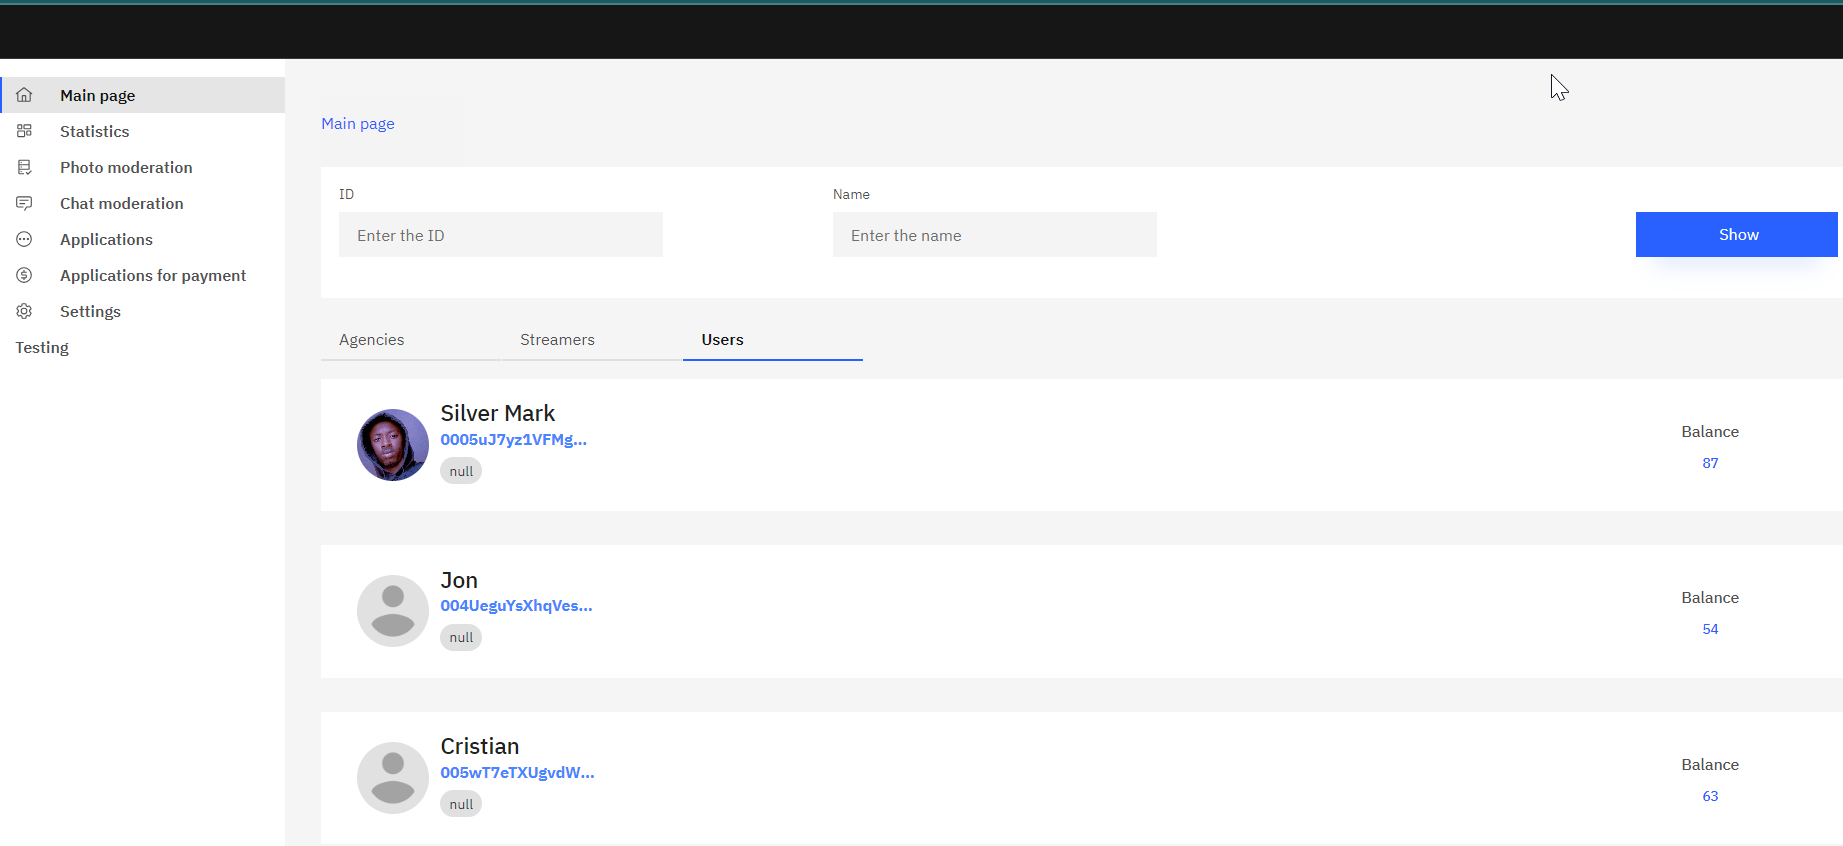 Main page
Statistics
Photo moderation
Chat moderation
Applications
Applications for payment
Settings
Testing
Main page
ID
Name
Enter the ID
Enter the name
Show
Agencies
Streamers
Users
Silver Mark
0005uJ7yz1VFMg...
null
Balance
87
Jon
004UeguYsXhqVes...
null
Balance
54
Cristian
005wT7eTXUgvdW...
null
Balance
63